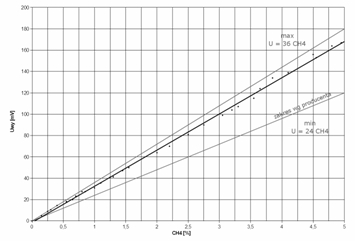 200
180
160
140
120
100
80
60
40
20
0
Uwy [mV]
max
U = 36 CH4
zakres wg producenta
min
U = 24 CH4
0 0.5 1 1.5 2 2.5 3 3.5 4 4.5 5
CH4 [%]